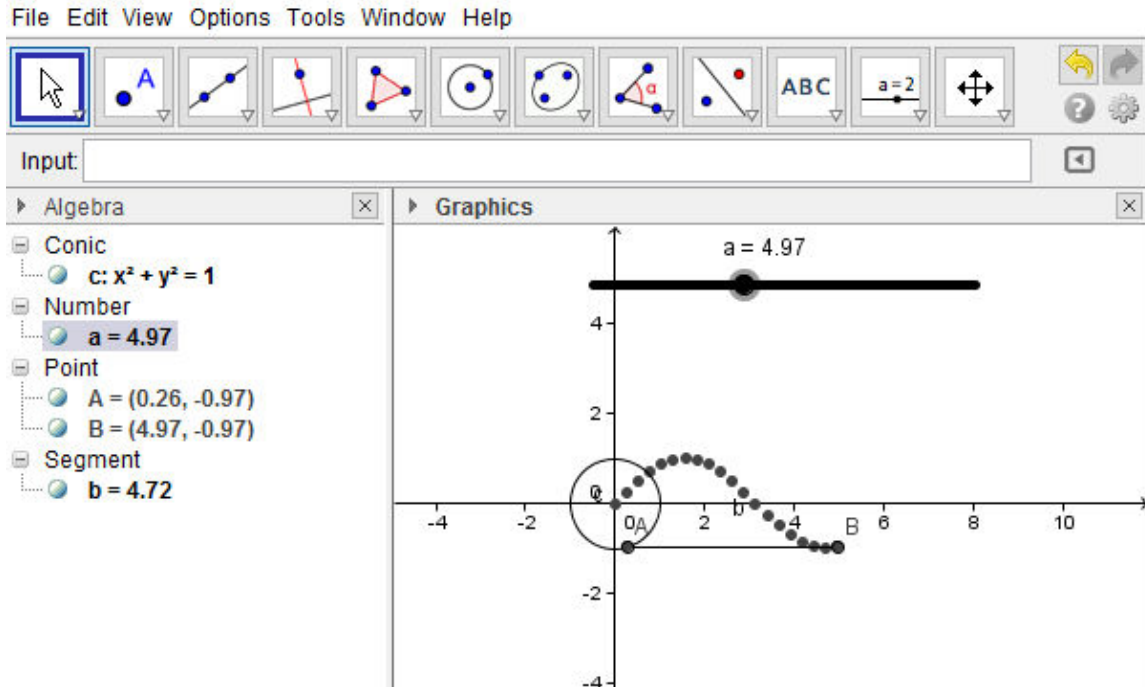 File Edit View Options Tools Window Help
A
α
ABC
a = 2
?
Input:
Algebra
Graphics
Conic
c: x² + y² = 1
Number
a = 4.97
Point
A = (0.26, -0.97)
B = (4.97, -0.97)
Segment
b = 4.72
a = 4.97
4
2
0
c
b
-4 -2 0 2 4 6 8 10
A B
-2
-4